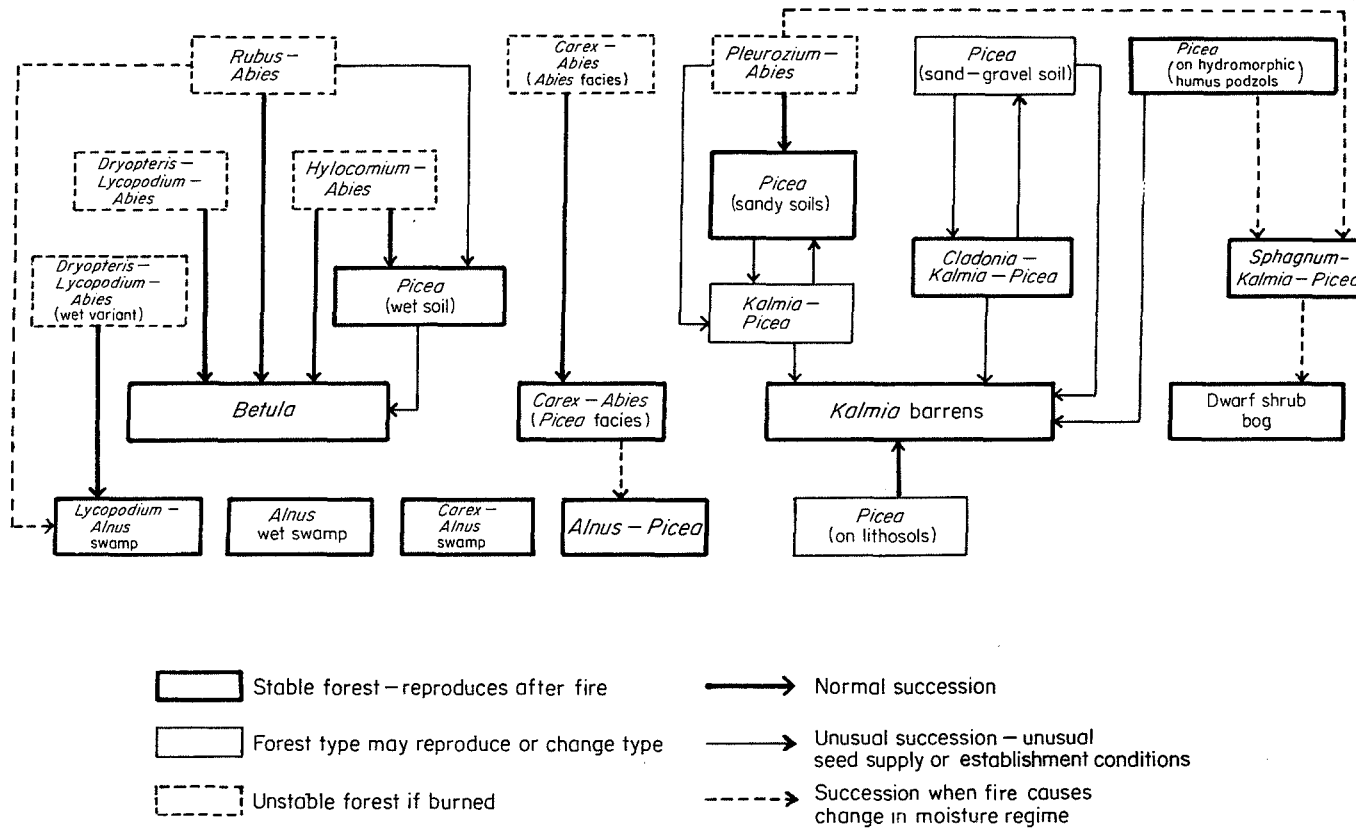 Rubus–
Abies
Carex–
Abies
(Abies facies)
Pleurozium–
Abies
Picea
(sand–gravel soil)
Picea
(on hydromorphic
humus podzols)
Dryopteris–
Lycopodium–
Abies
Hylocomium–
Abies
Picea
(sandy soils)
Dryopteris–
Lycopodium–
Abies
(wet variant)
Picea
(wet soil)
Kalmia–
Picea
Cladonia–
Kalmia–Picea
Sphagnum–
Kalmia–Picea
Betula
Carex–Abies
(Picea facies)
Kalmia barrens
Dwarf shrub
bog
Lycopodium–
Alnus
swamp
Alnus
wet swamp
Carex–
Alnus
swamp
Alnus–Picea
Picea
(on lithosols)
Stable forest–reproduces after fire
Forest type may reproduce or change type
Unstable forest if burned
Normal succession
Unusual succession – unusual
seed supply or establishment conditions
Succession when fire causes
change in moisture regime